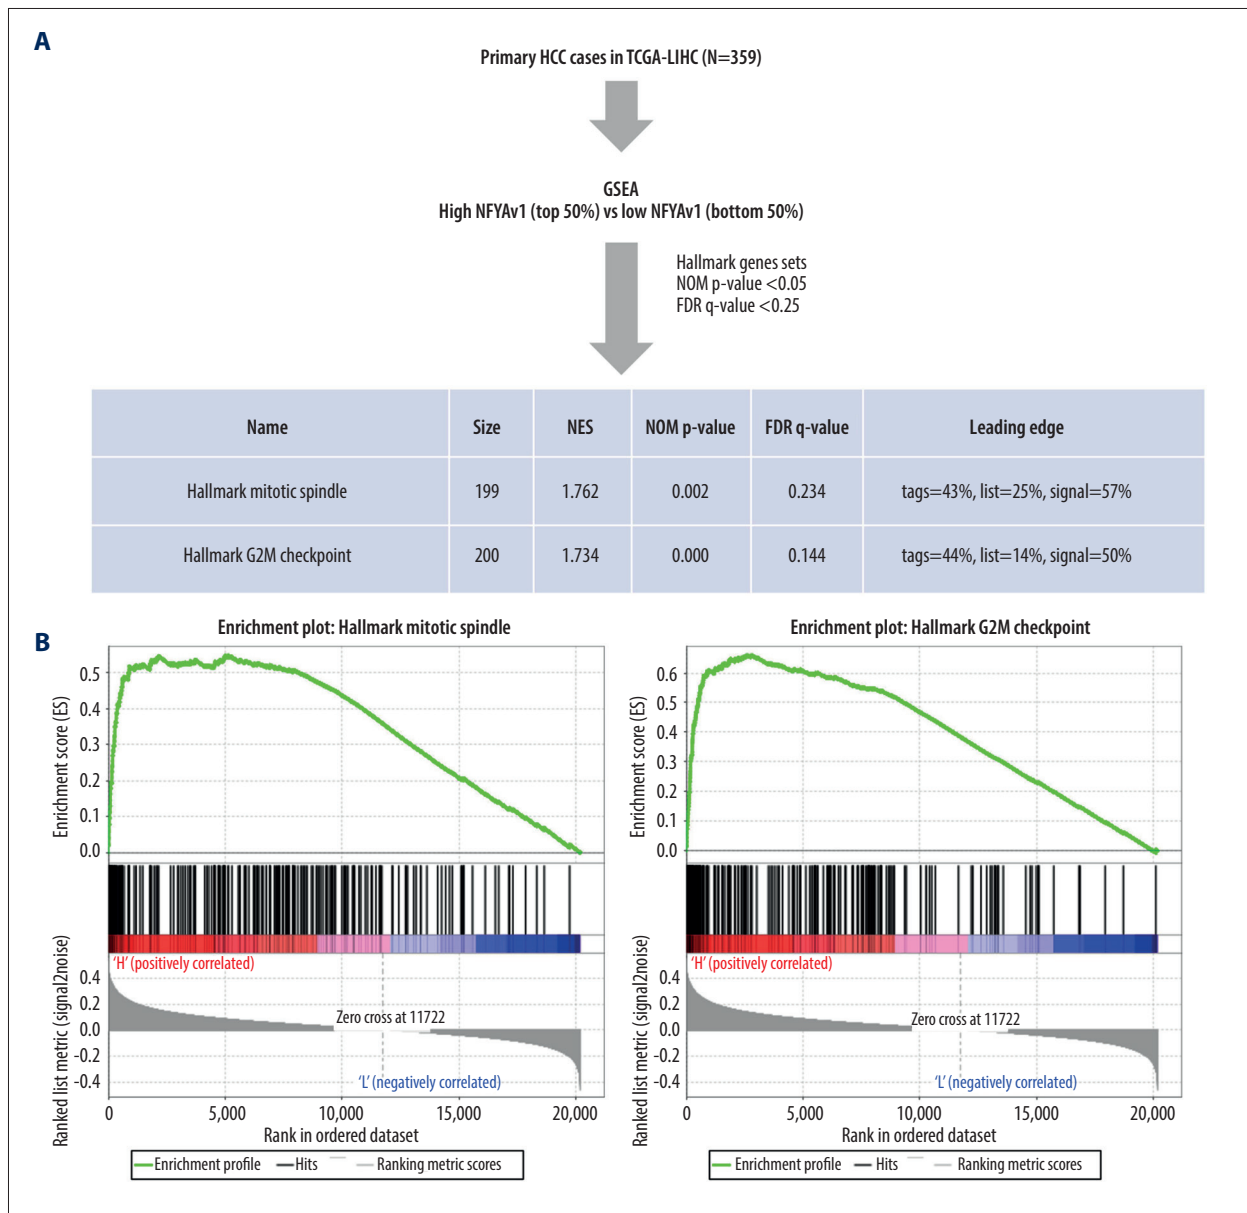 A
Primary HCC cases in TCGA-LIHC (N=359)
GSEA
High NFYAv1 (top 50%) vs low NFYAv1 (bottom 50%)
Hallmark genes sets
NOM p-value <0.05
FDR q-value <0.25
Name Size NES NOM p-value FDR q-value Leading edge
Hallmark mitotic spindle 199 1.762 0.002 0.234 tags=43%, list=25%, signal=57%
Hallmark G2M checkpoint 200 1.734 0.000 0.144 tags=44%, list=14%, signal=50%
B
Enrichment plot: Hallmark mitotic spindle
Enrichment score (ES)
0.5
0.4
0.3
0.2
0.1
0.0
'H' (positively correlated)
Ranked list metric (signal2noise)
0.4
0.2
0.0
-0.2
-0.4
Zero cross at 11722
'L' (negatively correlated)
0 5,000 10,000 15,000 20,000
Rank in ordered dataset
Enrichment profile Hits Ranking metric scores
Enrichment plot: Hallmark G2M checkpoint
Enrichment score (ES)
0.6
0.5
0.4
0.3
0.2
0.1
0.0
'H' (positively correlated)
Ranked list metric (signal2noise)
0.4
0.2
0.0
-0.2
-0.4
Zero cross at 11722
'L' (negatively correlated)
0 5,000 10,000 15,000 20,000
Rank in ordered dataset
Enrichment profile Hits Ranking metric scores